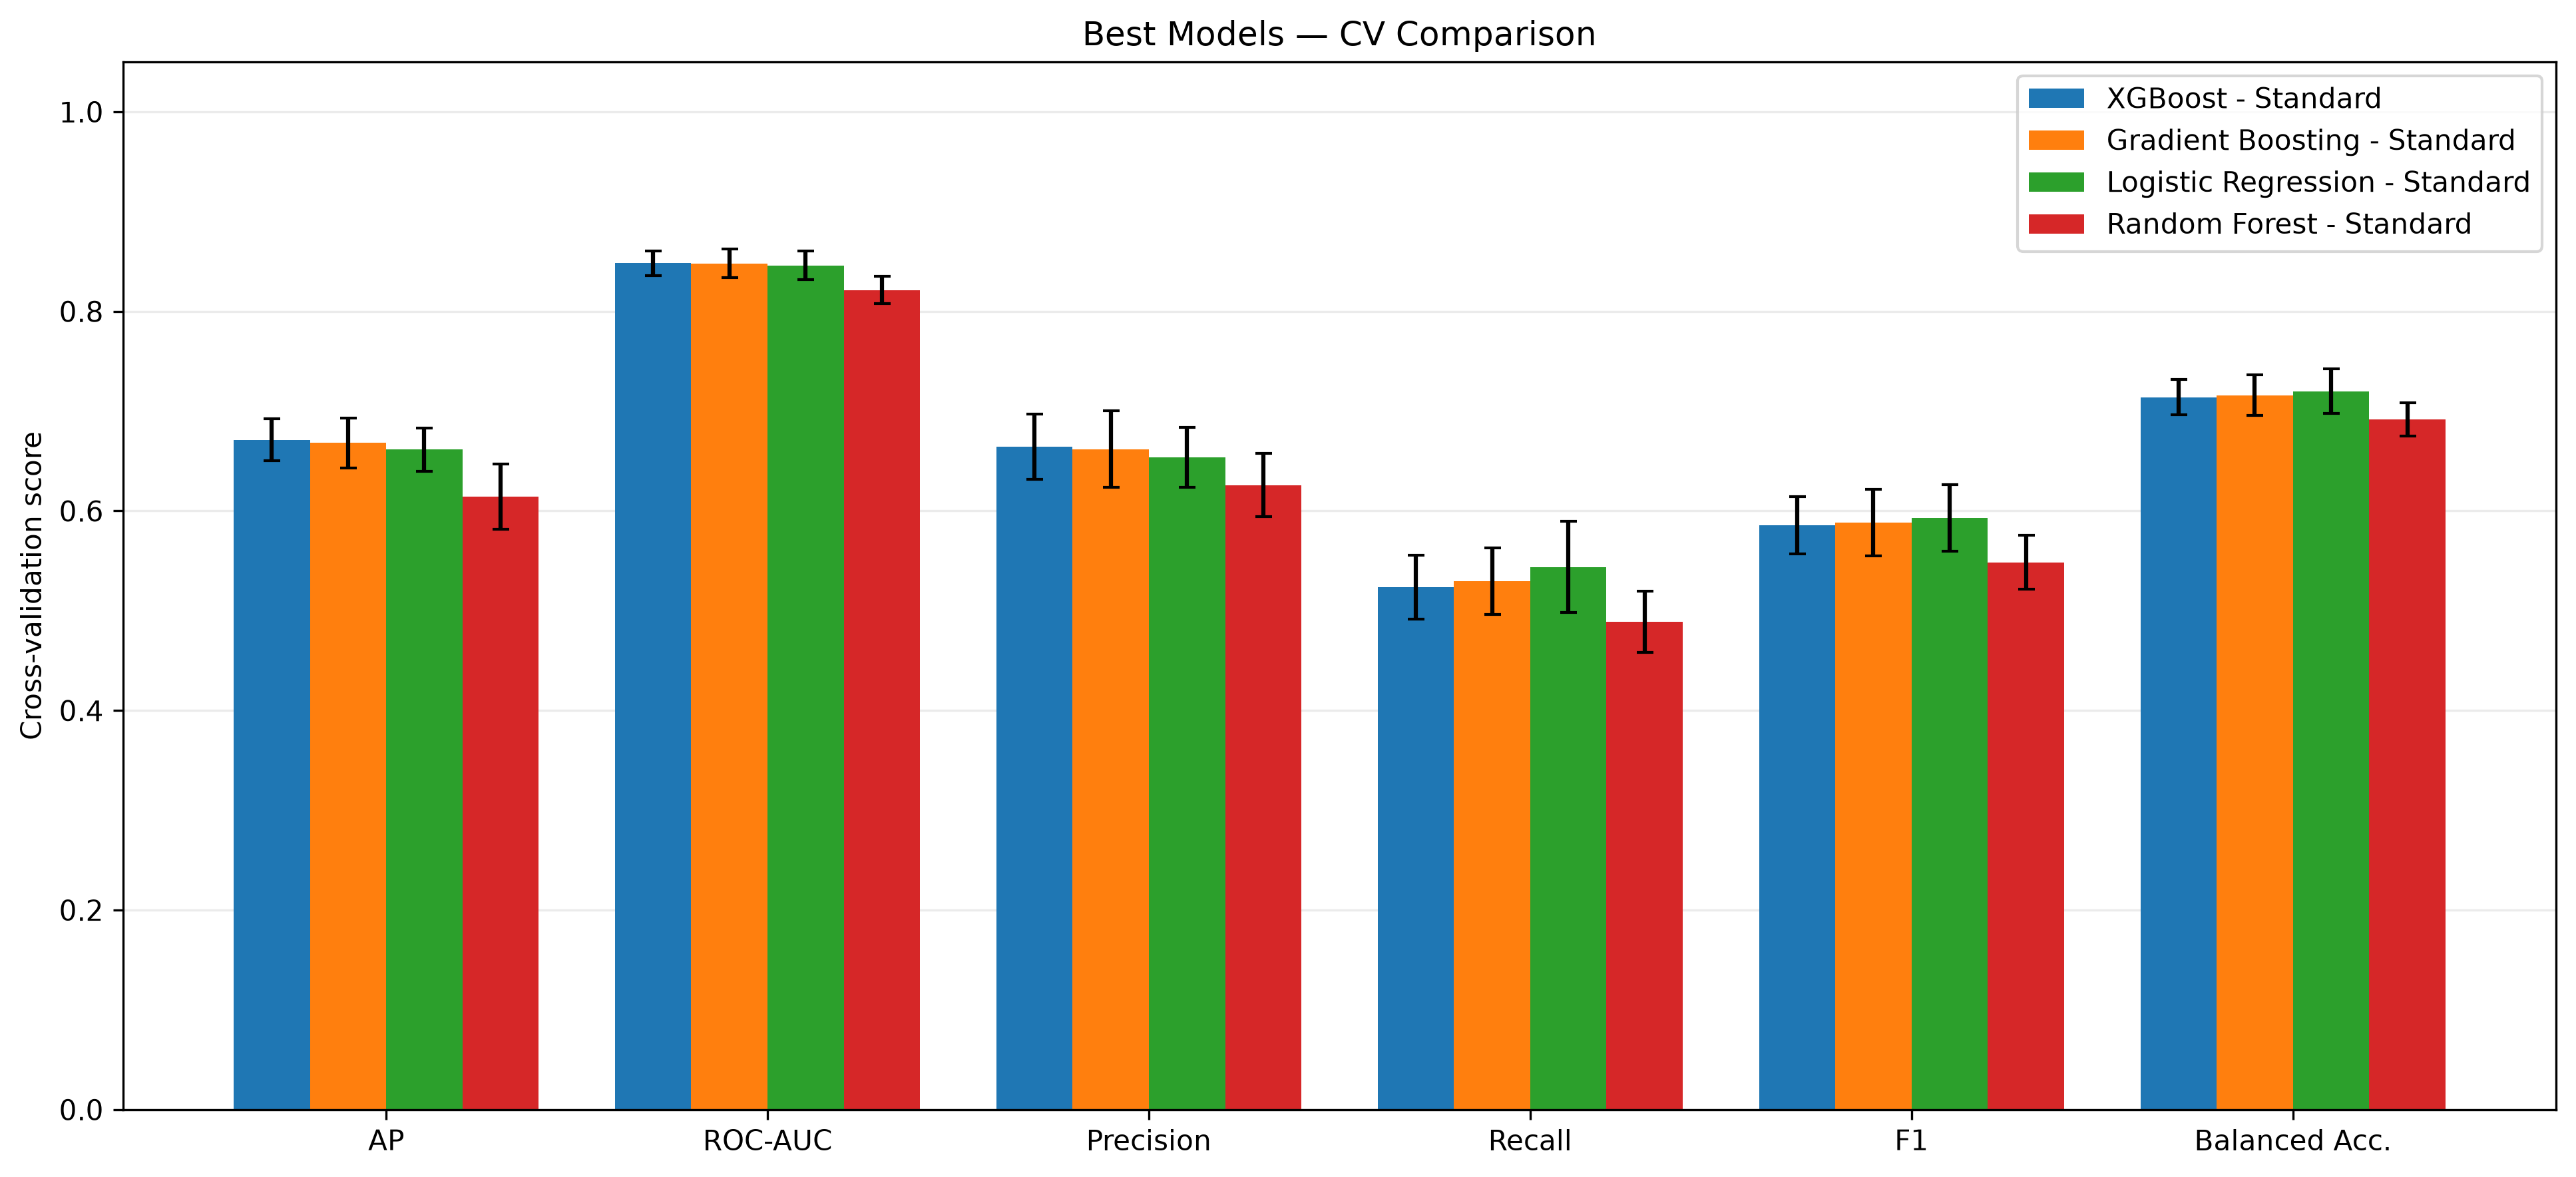 Best Models — CV Comparison
XGBoost - Standard
Gradient Boosting - Standard
Logistic Regression - Standard
Random Forest - Standard
Cross-validation score
1.0
0.8
0.6
0.4
0.2
0.0
AP
ROC-AUC
Precision
Recall
F1
Balanced Acc.